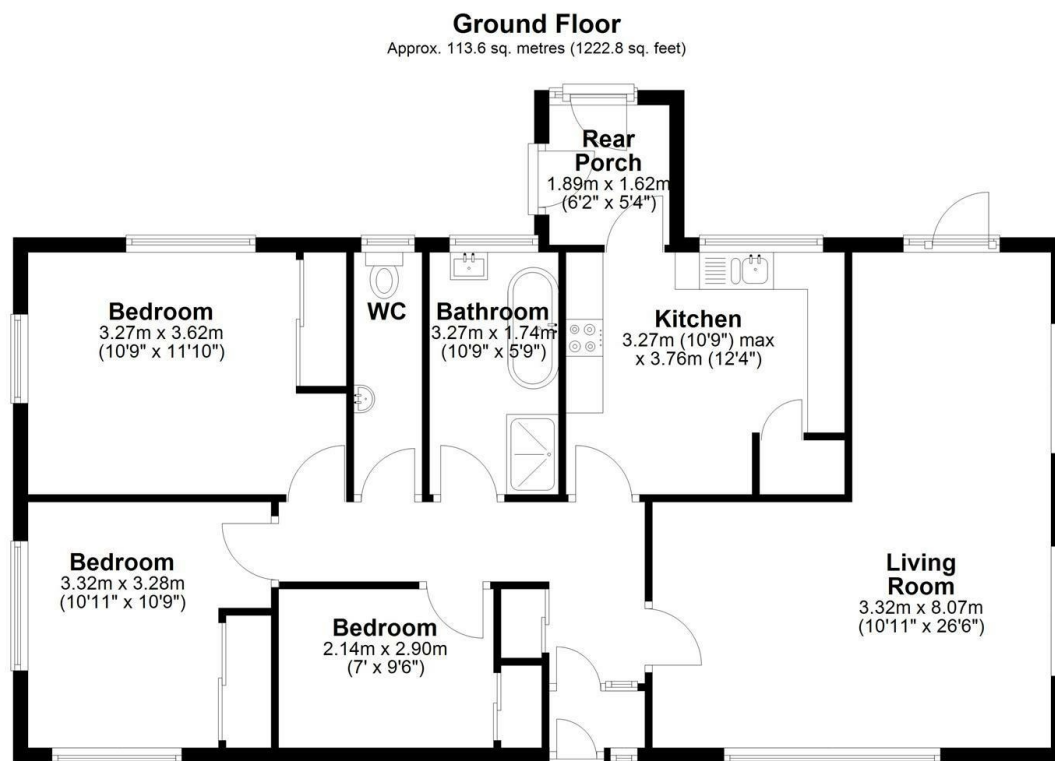 Ground Floor
Approx. 113.6 sq. metres (1222.8 sq. feet)
Rear
Porch
1.89m x 1.62m
(6'2" x 5'4")
Bedroom
3.27m x 3.62m
(10'9" x 11'10")
WC
Bathroom
3.27m x 1.74m
(10'9" x 5'9")
Kitchen
3.27m (10'9") max
x 3.76m (12'4")
Bedroom
3.32m x 3.28m
(10'11" x 10'9")
Bedroom
2.14m x 2.90m
(7' x 9'6")
Living
Room
3.32m x 8.07m
(10'11" x 26'6")